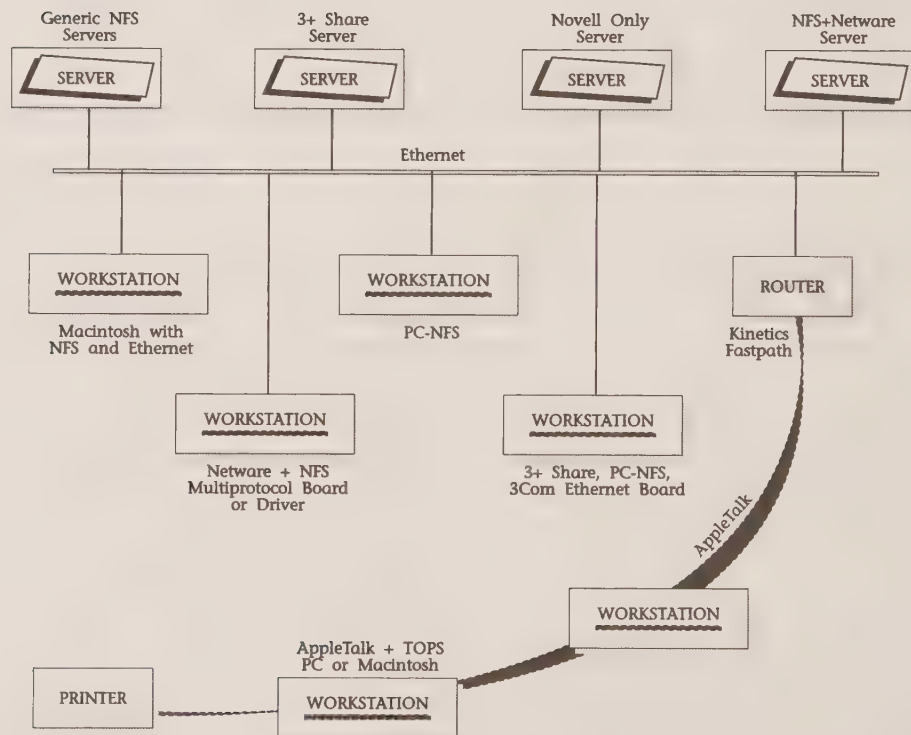 Generic NFS
Servers
3+ Share
Server
Novell Only
Server
NFS+Netware
Server
SERVER
SERVER
SERVER
SERVER
Ethernet
WORKSTATION
Macintosh with
NFS and Ethernet
WORKSTATION
PC-NFS
ROUTER
Kinetics
Fastpath
WORKSTATION
Netware + NFS
Multiprotocol Board
or Driver
WORKSTATION
3+ Share, PC-NFS,
3Com Ethernet Board
AppleTalk
WORKSTATION
AppleTalk + TOPS
PC or Macintosh
WORKSTATION
PRINTER